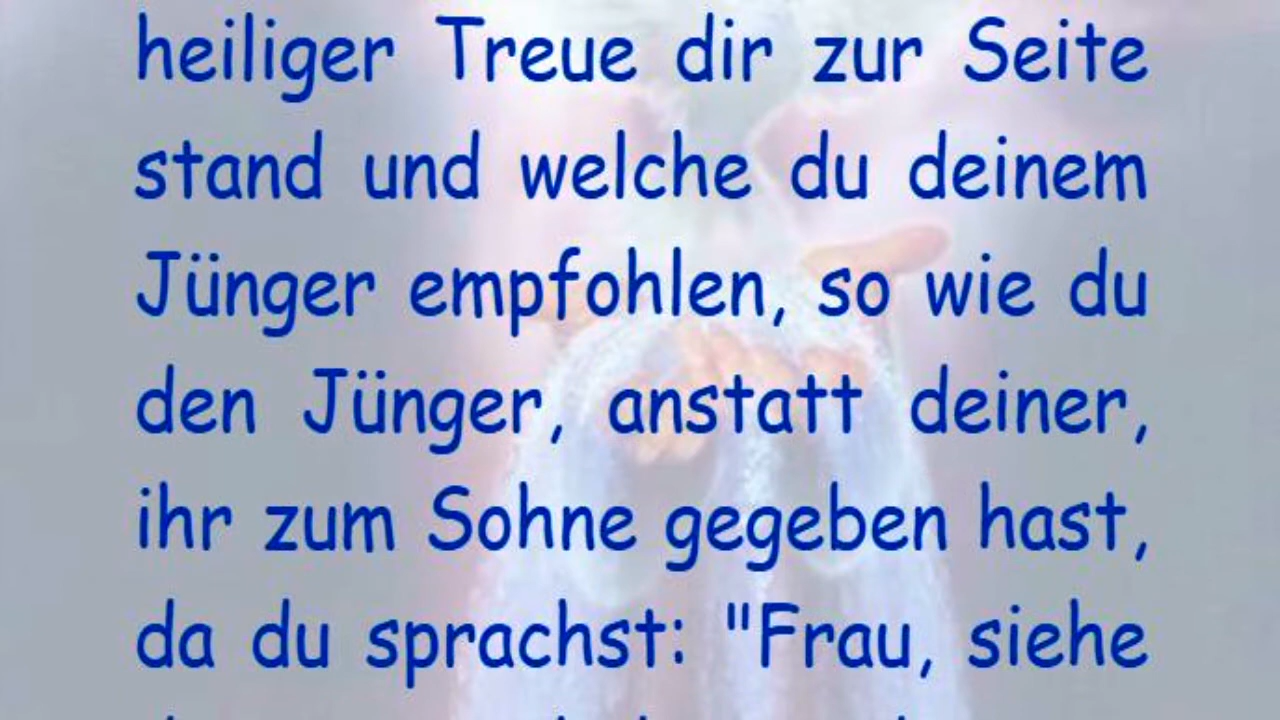 heiliger Treue dir zur Seite
stand und welche du deinem
Jünger empfohlen, so wie du
den Jünger, anstatt deiner,
ihr zum Sohne gegeben hast,
da du sprachst: "Frau, siehe